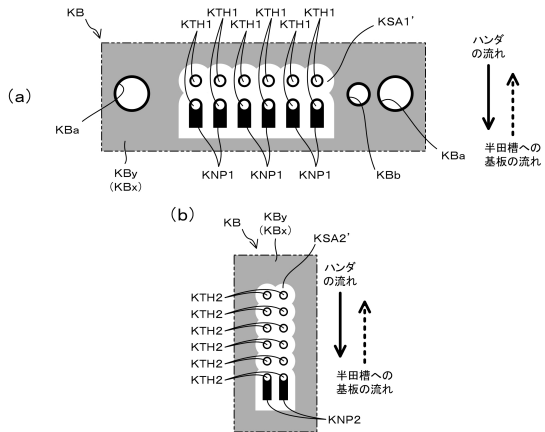 KB
KTH1 KTH1 KTH1
KTH1 KTH1 KTH1
KSA1'
(a)
KBa
KBy
(KBx)
KNP1 KNP1 KNP1
KBb
KBa
ハンダ
の流れ
半田槽への
基板の流れ
(b)
KB
KBy
(KBx)
KSA2'
KTH2
KTH2
KTH2
KTH2
KTH2
KTH2
ハンダ
の流れ
半田槽への
基板の流れ
KNP2